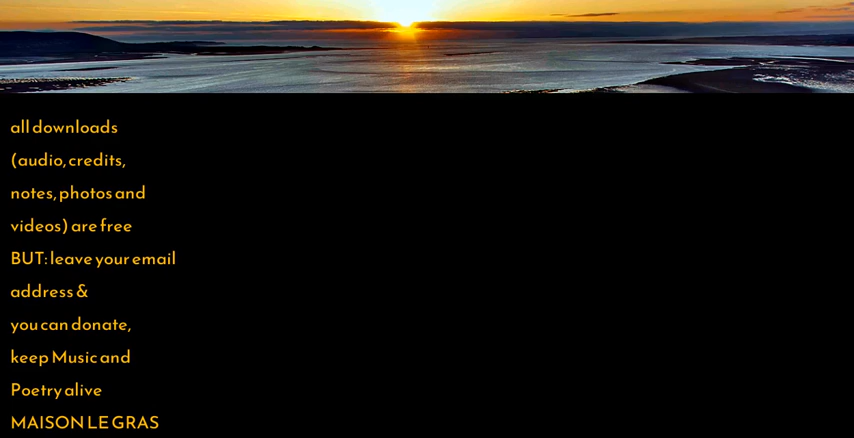 all downloads
(audio, credits,
notes, photos and
videos) are free
BUT: leave your email
address &
you can donate,
keep Music and
Poetry alive
MAISON LE GRAS